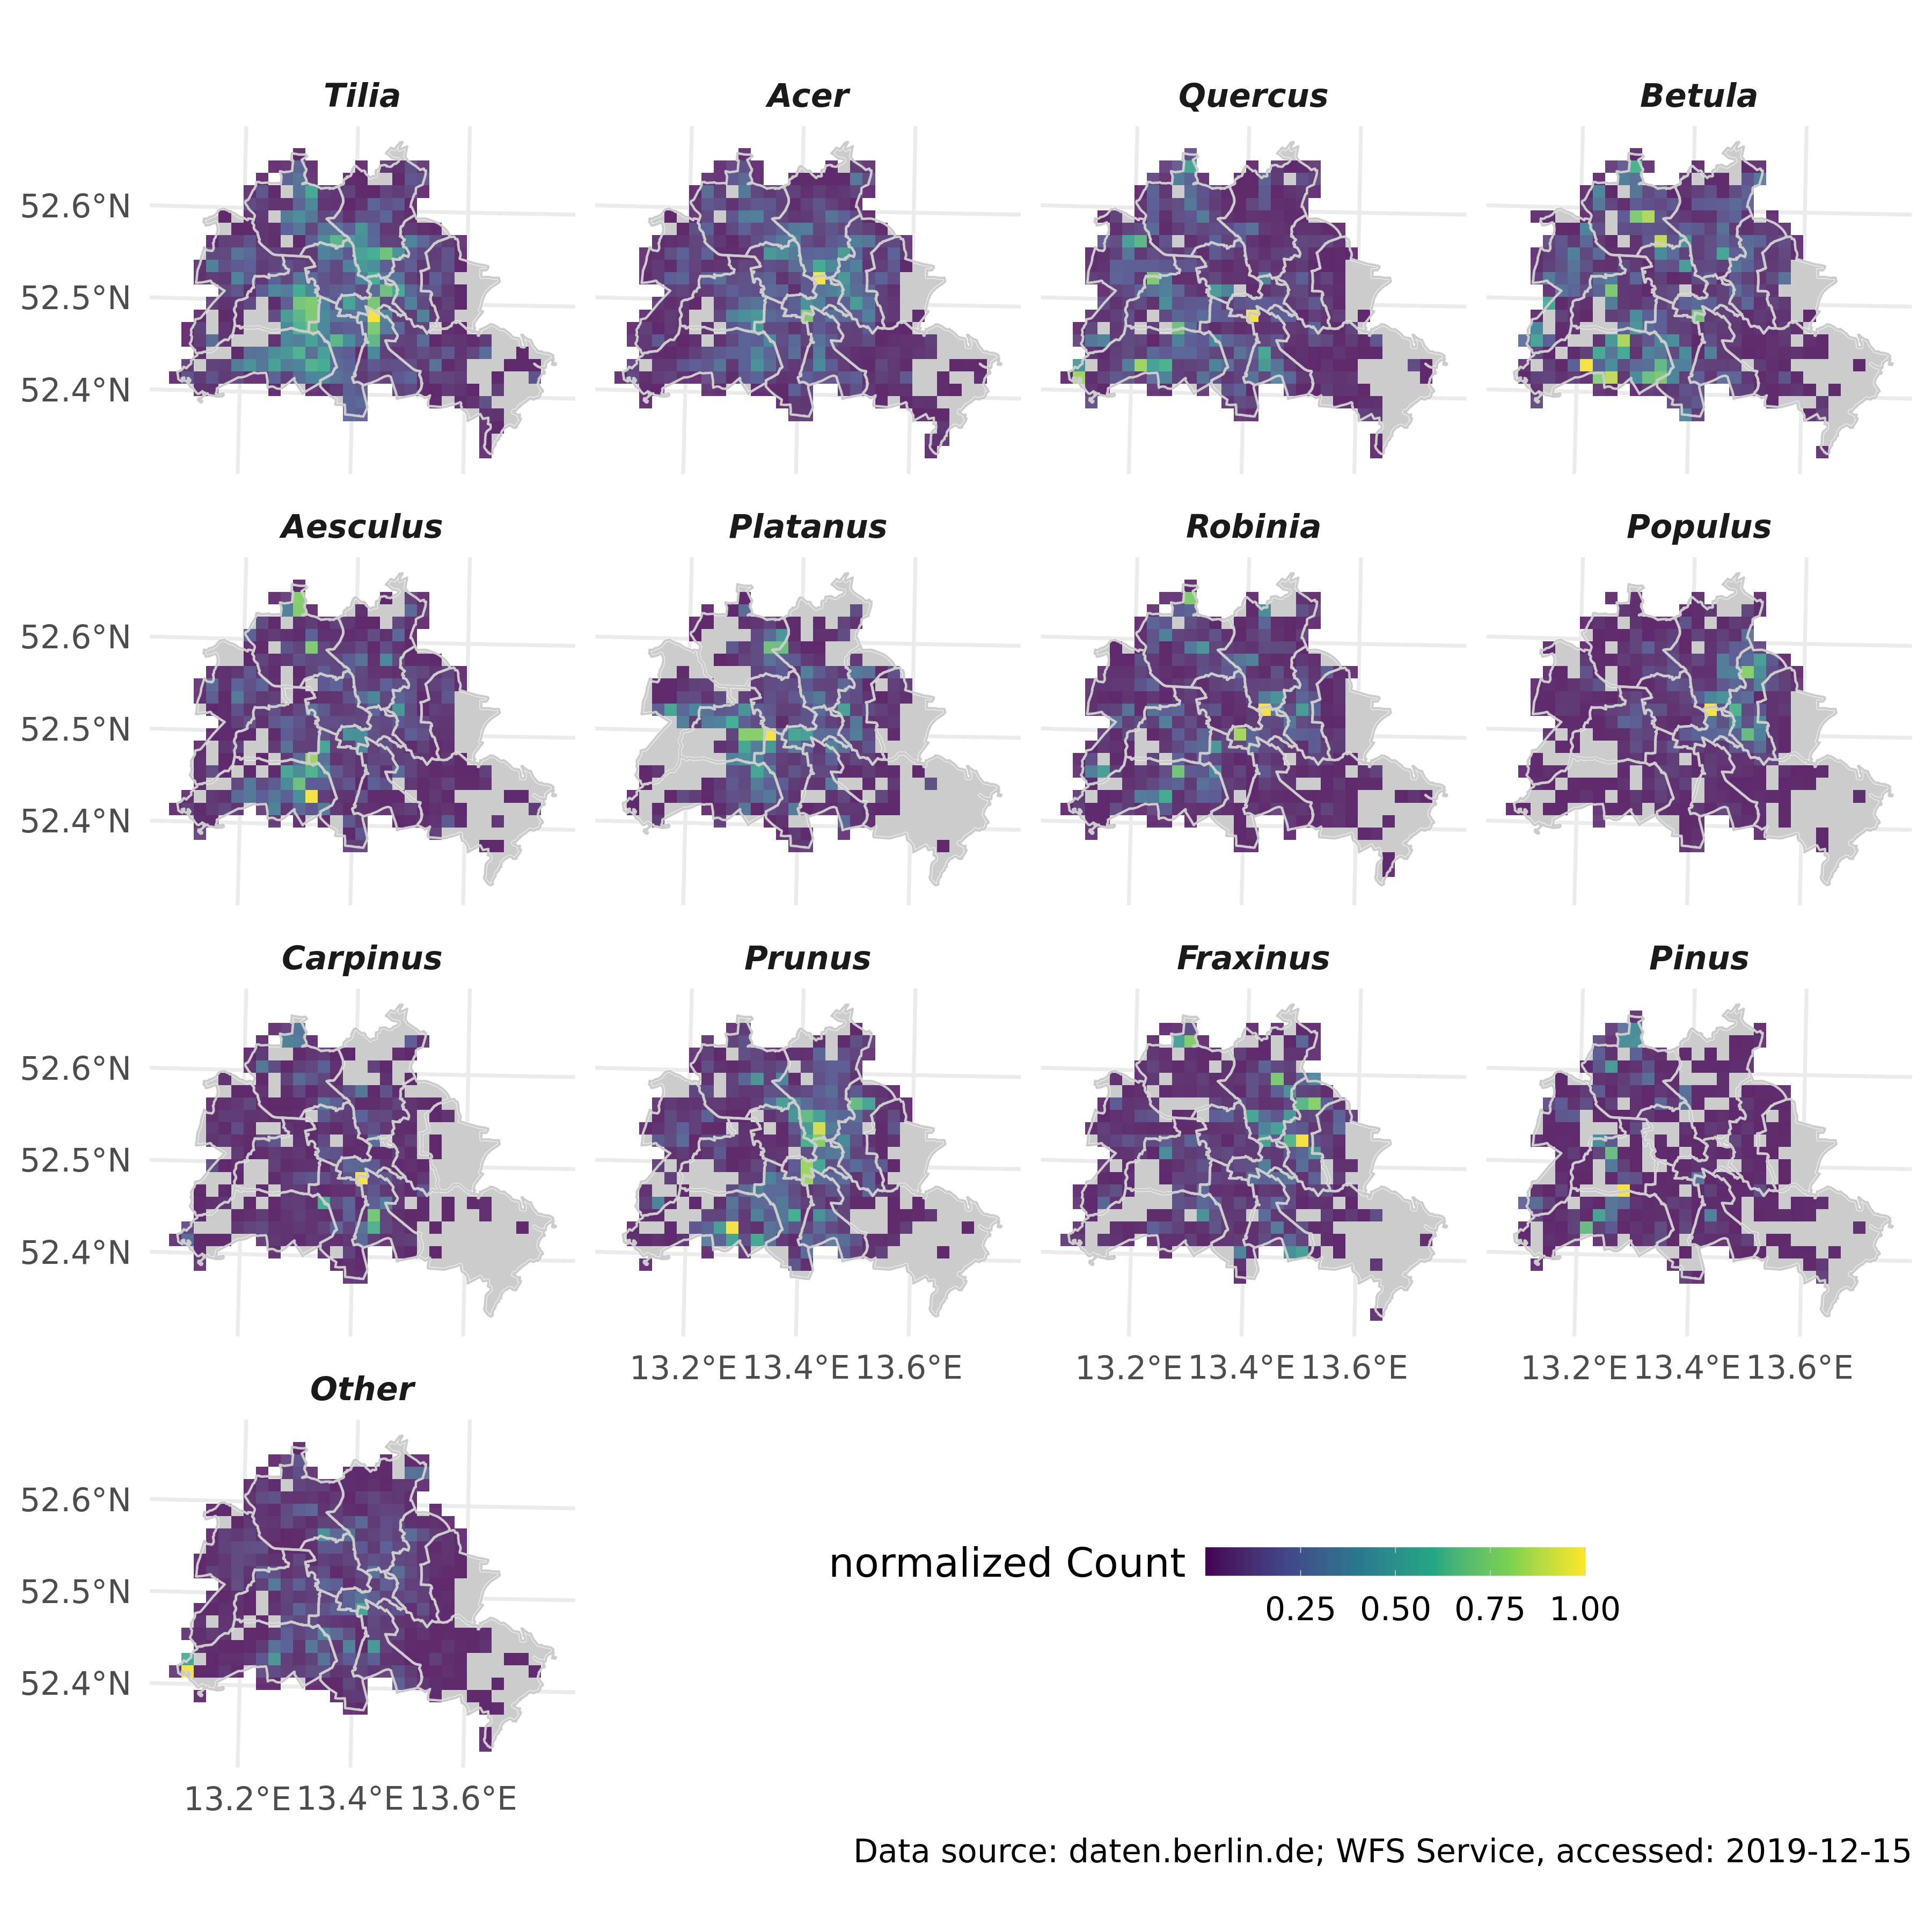 Tilia Acer Quercus Betula
52.6°N
52.5°N
52.4°N
Aesculus Platanus Robinia Populus
52.6°N
52.5°N
52.4°N
Carpinus Prunus Fraxinus Pinus
52.6°N
52.5°N
52.4°N
13.2°E 13.4°E 13.6°E 13.2°E 13.4°E 13.6°E 13.2°E 13.4°E 13.6°E
Other
52.6°N
52.5°N
52.4°N
13.2°E 13.4°E 13.6°E
normalized Count
0.25 0.50 0.75 1.00
Data source: daten.berlin.de; WFS Service, accessed: 2019-12-15